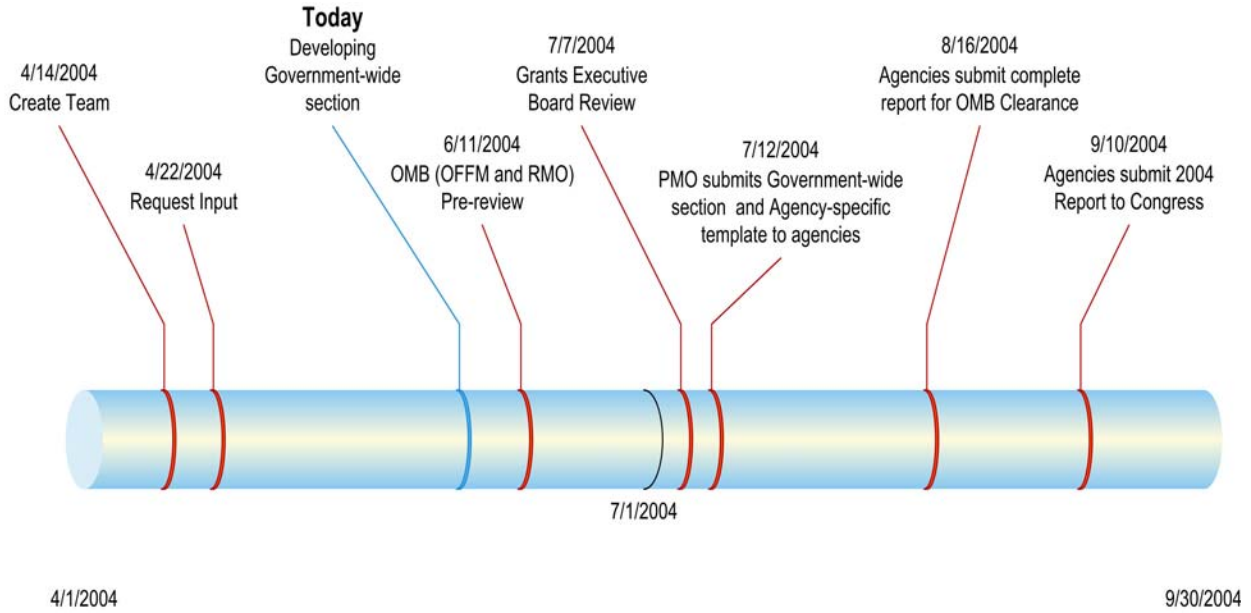 Today
Developing
Government-wide
section
4/14/2004
Create Team
4/22/2004
Request Input
6/11/2004
OMB (OFFM and RMO)
Pre-review
7/7/2004
Grants Executive
Board Review
7/12/2004
PMO submits Government-wide
section and Agency-specific
template to agencies
8/16/2004
Agencies submit complete
report for OMB Clearance
9/10/2004
Agencies submit 2004
Report to Congress
7/1/2004
4/1/2004
9/30/2004